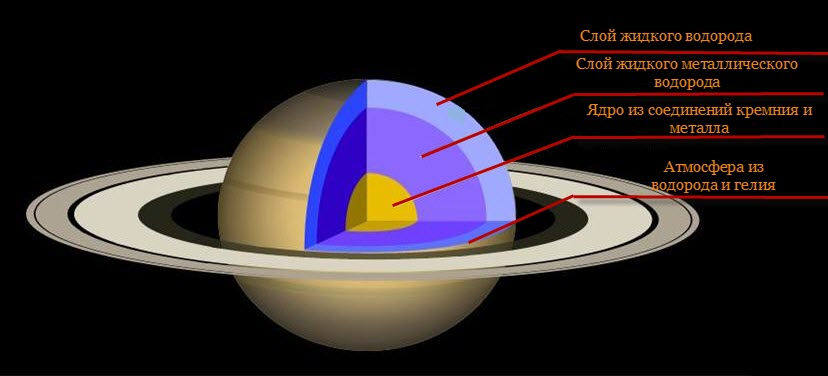 Слой жидкого водорода
Слой жидкого металлического
водорода
Ядро из соединений кремния и
металла
Атмосфера из
водорода и гелия